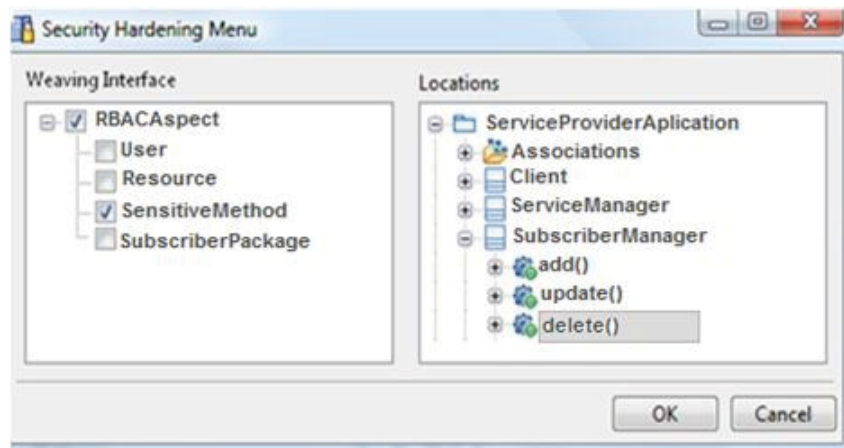 Security Hardening Menu
Weaving Interface
RBACAspect
User
Resource
SensitiveMethod
SubscriberPackage
Locations
ServiceProviderAplication
Associations
Client
ServiceManager
SubscriberManager
add()
update()
delete()
OK
Cancel